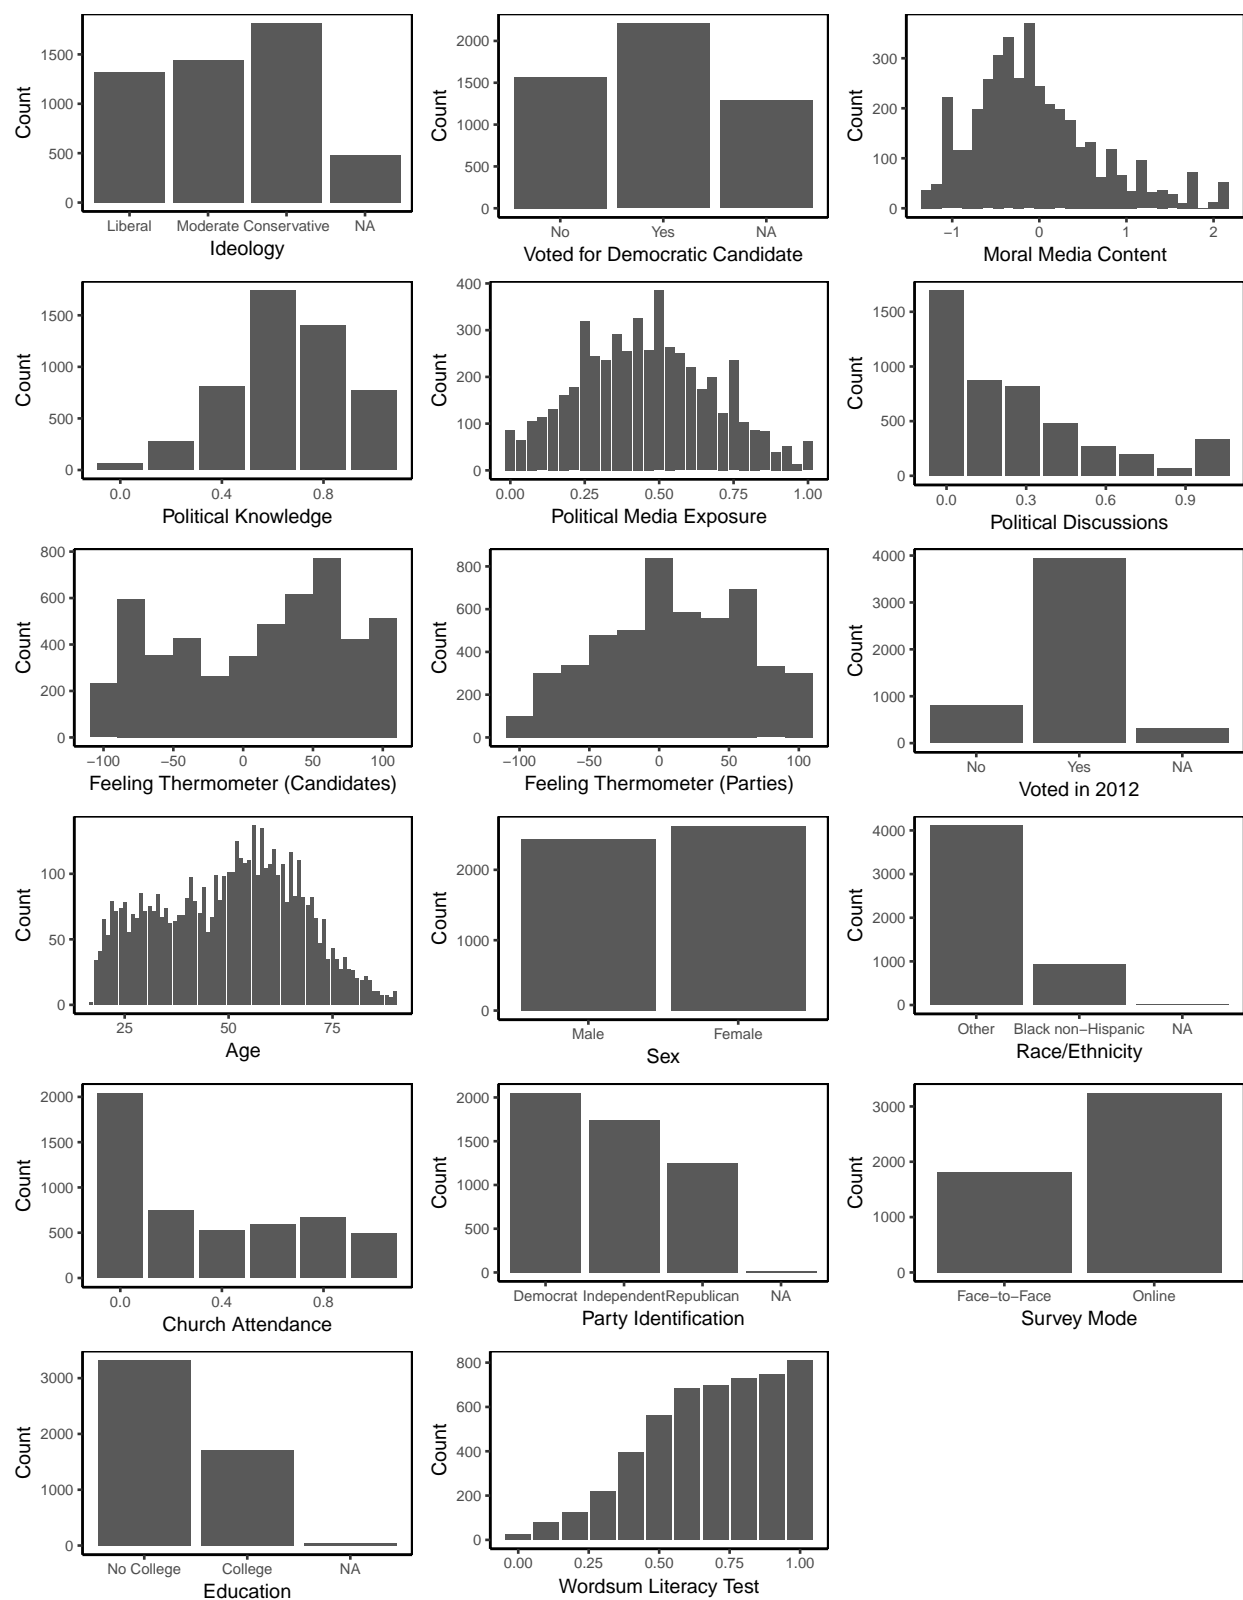 Count
1500
1000
500
0
Liberal Moderate Conservative NA
Ideology
Count
2000
1500
1000
500
0
No Yes NA
Voted for Democratic Candidate
Count
300
200
100
0
−1 0 1 2
Moral Media Content
Count
1500
1000
500
0
0.0 0.4 0.8
Political Knowledge
Count
400
300
200
100
0
0.00 0.25 0.50 0.75 1.00
Political Media Exposure
Count
1500
1000
500
0
0.0 0.3 0.6 0.9
Political Discussions
Count
800
600
400
200
0
−100 −50 0 50 100
Feeling Thermometer (Candidates)
Count
800
600
400
200
0
−100 −50 0 50 100
Feeling Thermometer (Parties)
Count
4000
3000
2000
1000
0
No Yes NA
Voted in 2012
Count
100
50
0
25 50 75
Age
Count
2000
1000
0
Male Female
Sex
Count
4000
3000
2000
1000
0
Other Black non−Hispanic NA
Race/Ethnicity
Count
2000
1500
1000
500
0
0.0 0.4 0.8
Church Attendance
Count
2000
1500
1000
500
0
Democrat Independent Republican NA
Party Identification
Count
3000
2000
1000
0
Face−to−Face Online
Survey Mode
Count
3000
2000
1000
0
No College College NA
Education
Count
800
600
400
200
0
0.00 0.25 0.50 0.75 1.00
Wordsum Literacy Test